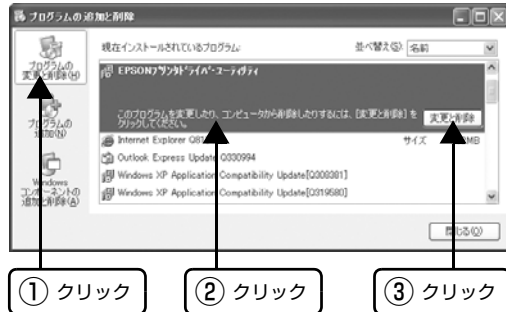 プログラムの追加と削除
現在インストールされているプログラム:
並べ替え(S): 名前
プログラムの
変更と削除(H)
EPSONプリンタドライバ・ユーティリティ
このプログラムを変更したり、コンピュータから削除したりするには、[変更と削除] を
クリックしてください。
変更と削除
プログラムの
追加(N)
Internet Explorer Q81
サイズ
MB
Outlook Express Update Q330994
Windows XP Application Compatibility Update[Q308381]
Windows XP Application Compatibility Update[Q319580]
Windows
コンポーネントの
追加と削除(A)
閉じる(O)
① クリック
② クリック
③ クリック